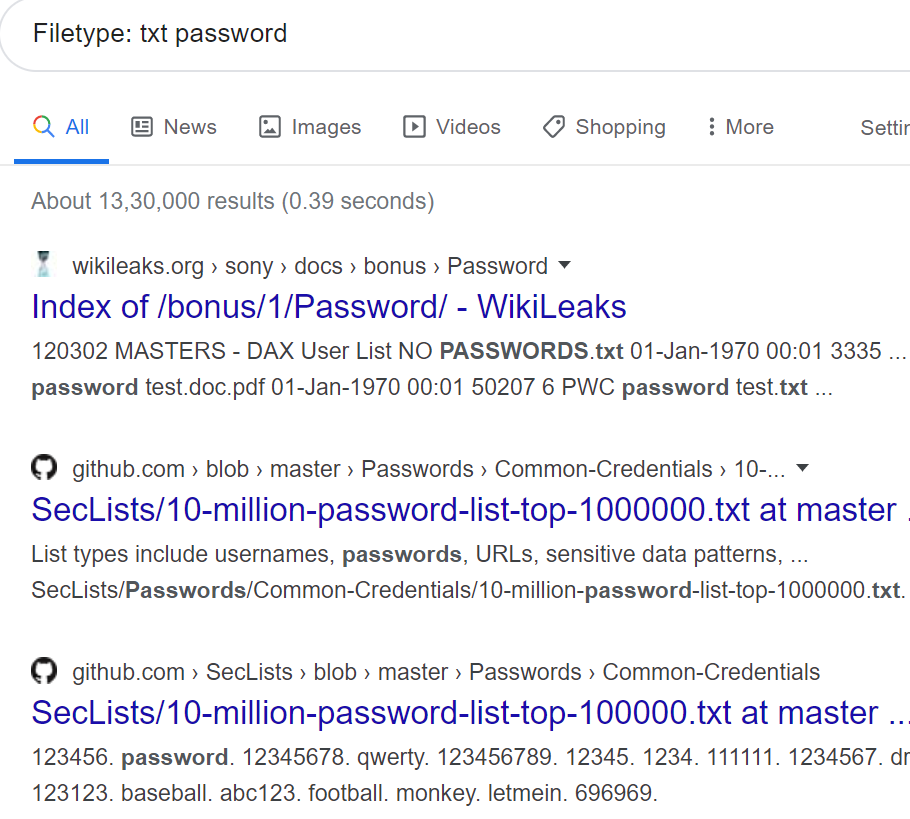 Filetype: txt password
All News Images Videos Shopping More
About 13,30,000 results (0.39 seconds)
wikileaks.org › sony › docs › bonus › Password
Index of /bonus/1/Password/ - WikiLeaks
120302 MASTERS - DAX User List NO PASSWORDS.txt 01-Jan-1970 00:01 3335 ...
password test.doc.pdf 01-Jan-1970 00:01 50207 6 PWC password test.txt ...
github.com › blob › master › Passwords › Common-Credentials › 10-...
SecLists/10-million-password-list-top-1000000.txt at master
List types include usernames, passwords, URLs, sensitive data patterns, ...
SecLists/Passwords/Common-Credentials/10-million-password-list-top-1000000.txt.
github.com › SecLists › blob › master › Passwords › Common-Credentials
SecLists/10-million-password-list-top-100000.txt at master ...
123456. password. 12345678. qwerty. 123456789. 12345. 1234. 111111. 1234567.
123123. baseball. abc123. football. monkey. letmein. 696969.